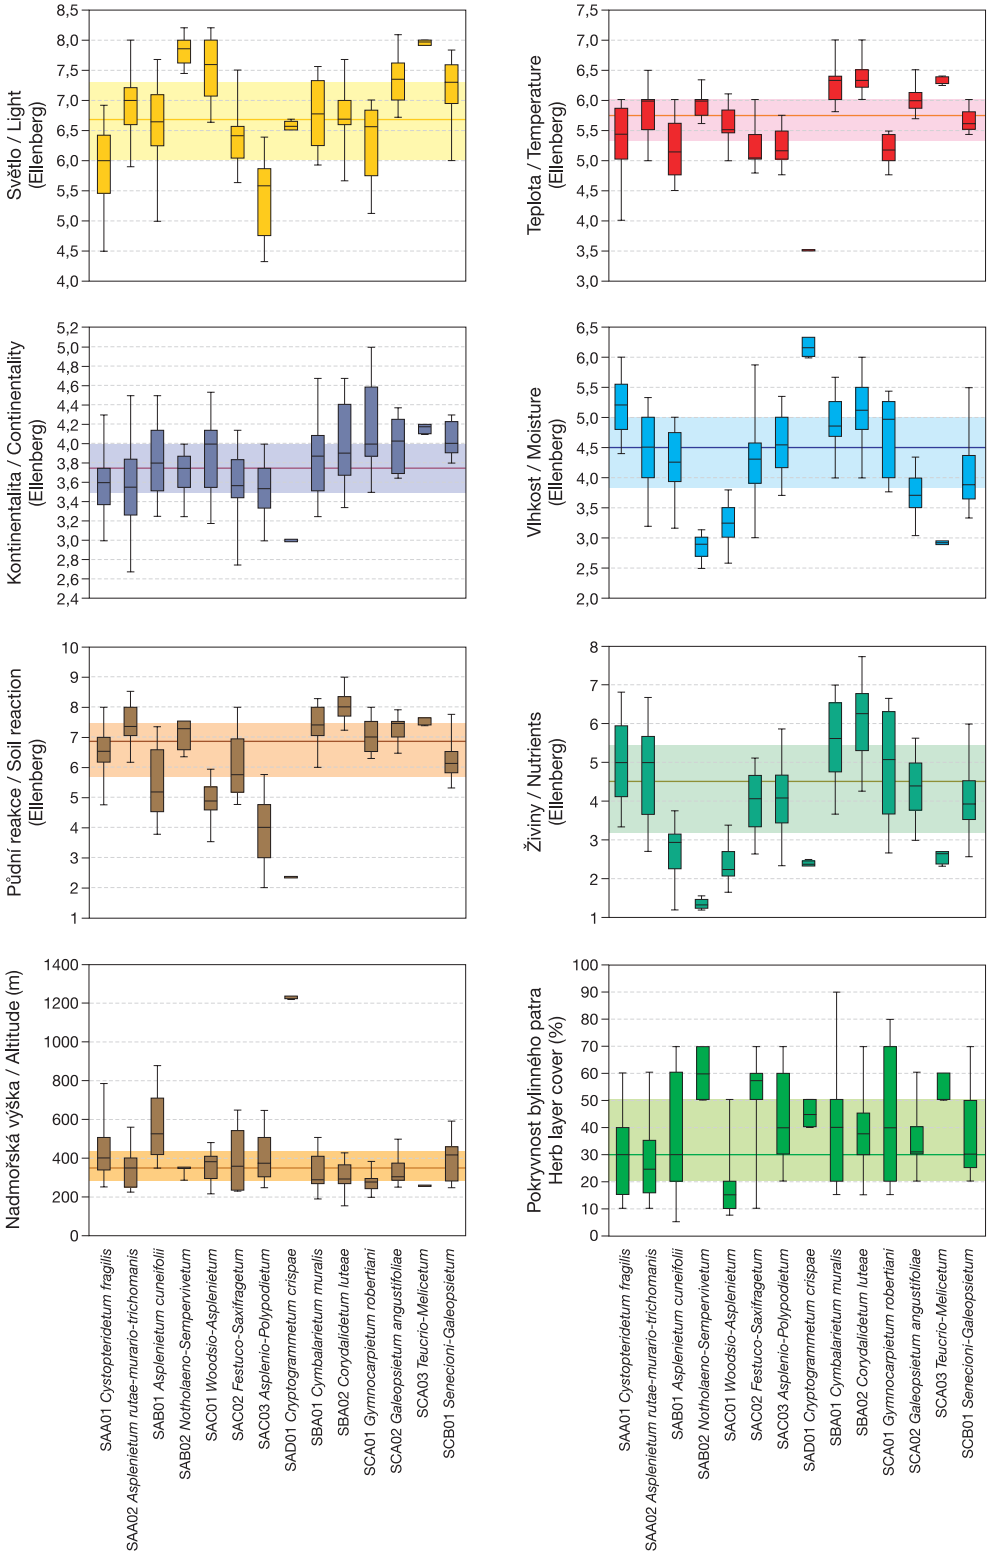 Světlo / Light
(Ellenberg)
8,5
8,0
7,5
7,0
6,5
6,0
5,5
5,0
4,5
4,0
Teplota / Temperature
(Ellenberg)
7,5
7,0
6,5
6,0
5,5
5,0
4,5
4,0
3,5
3,0
Kontinentalita / Continentality
(Ellenberg)
5,2
5,0
4,8
4,6
4,4
4,2
4,0
3,8
3,6
3,4
3,2
3,0
2,8
2,6
2,4
Vlhkost / Moisture
(Ellenberg)
6,5
6,0
5,5
5,0
4,5
4,0
3,5
3,0
2,5
2,0
Půdní reakce / Soil reaction
(Ellenberg)
10
9
8
7
6
5
4
3
2
1
Živiny / Nutrients
(Ellenberg)
8
7
6
5
4
3
2
1
Nadmořská výška / Altitude (m)
1400
1200
1000
800
600
400
200
0
Pokryvnost bylinného patra
Herb layer cover (%)
100
90
80
70
60
50
40
30
20
10
0
SAA01 Cystopteridetum fragilis
SAA02 Asplenietum rutae-murario-trichomanis
SAB01 Asplenietum cuneifolii
SAB02 Notholaeno-Sempervivetum
SAC01 Woodsio-Asplenietum
SAC02 Festuco-Saxifragetum
SAC03 Asplenio-Polypodietum
SAD01 Cryptogrammetum crispae
SBA01 Cymbalarietum muralis
SBA02 Corydalidetum luteae
SCA01 Gymnocarpietum robertiani
SCA02 Galeopsietum angustifoliae
SCA03 Teucrio-Melicetum
SCB01 Senecioni-Galeopsietum
SAA01 Cystopteridetum fragilis
SAA02 Asplenietum rutae-murario-trichomanis
SAB01 Asplenietum cuneifolii
SAB02 Notholaeno-Sempervivetum
SAC01 Woodsio-Asplenietum
SAC02 Festuco-Saxifragetum
SAC03 Asplenio-Polypodietum
SAD01 Cryptogrammetum crispae
SBA01 Cymbalarietum muralis
SBA02 Corydalidetum luteae
SCA01 Gymnocarpietum robertiani
SCA02 Galeopsietum angustifoliae
SCA03 Teucrio-Melicetum
SCB01 Senecioni-Galeopsietum